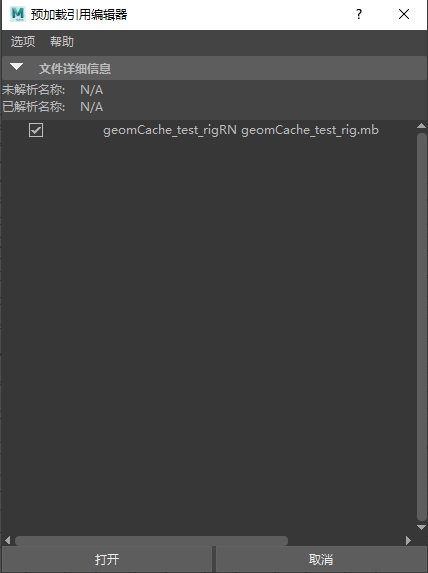 预加载引用编辑器
选项 帮助
文件详细信息
未解析名称: N/A
已解析名称: N/A
geomCache_test_rigRN geomCache_test_rig.mb
打开 取消